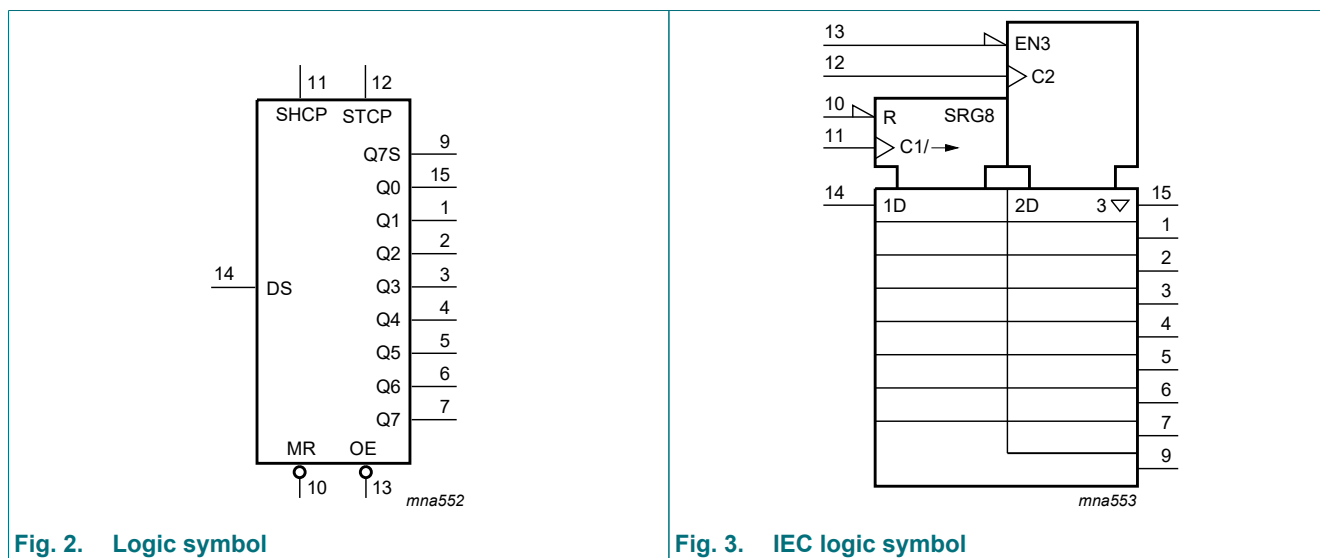 11 12
SHCP STCP
Q7S 9
Q0 15
Q1 1
Q2 2
14 DS Q3 3
Q4 4
Q5 5
Q6 6
Q7 7
MR OE
10 13
mna552
Fig. 2. Logic symbol
13 EN3
12 C2
10 R SRG8
11 C1/
14 1D 2D 3 15
1
2
3
4
5
6
7
9
mna553
Fig. 3. IEC logic symbol